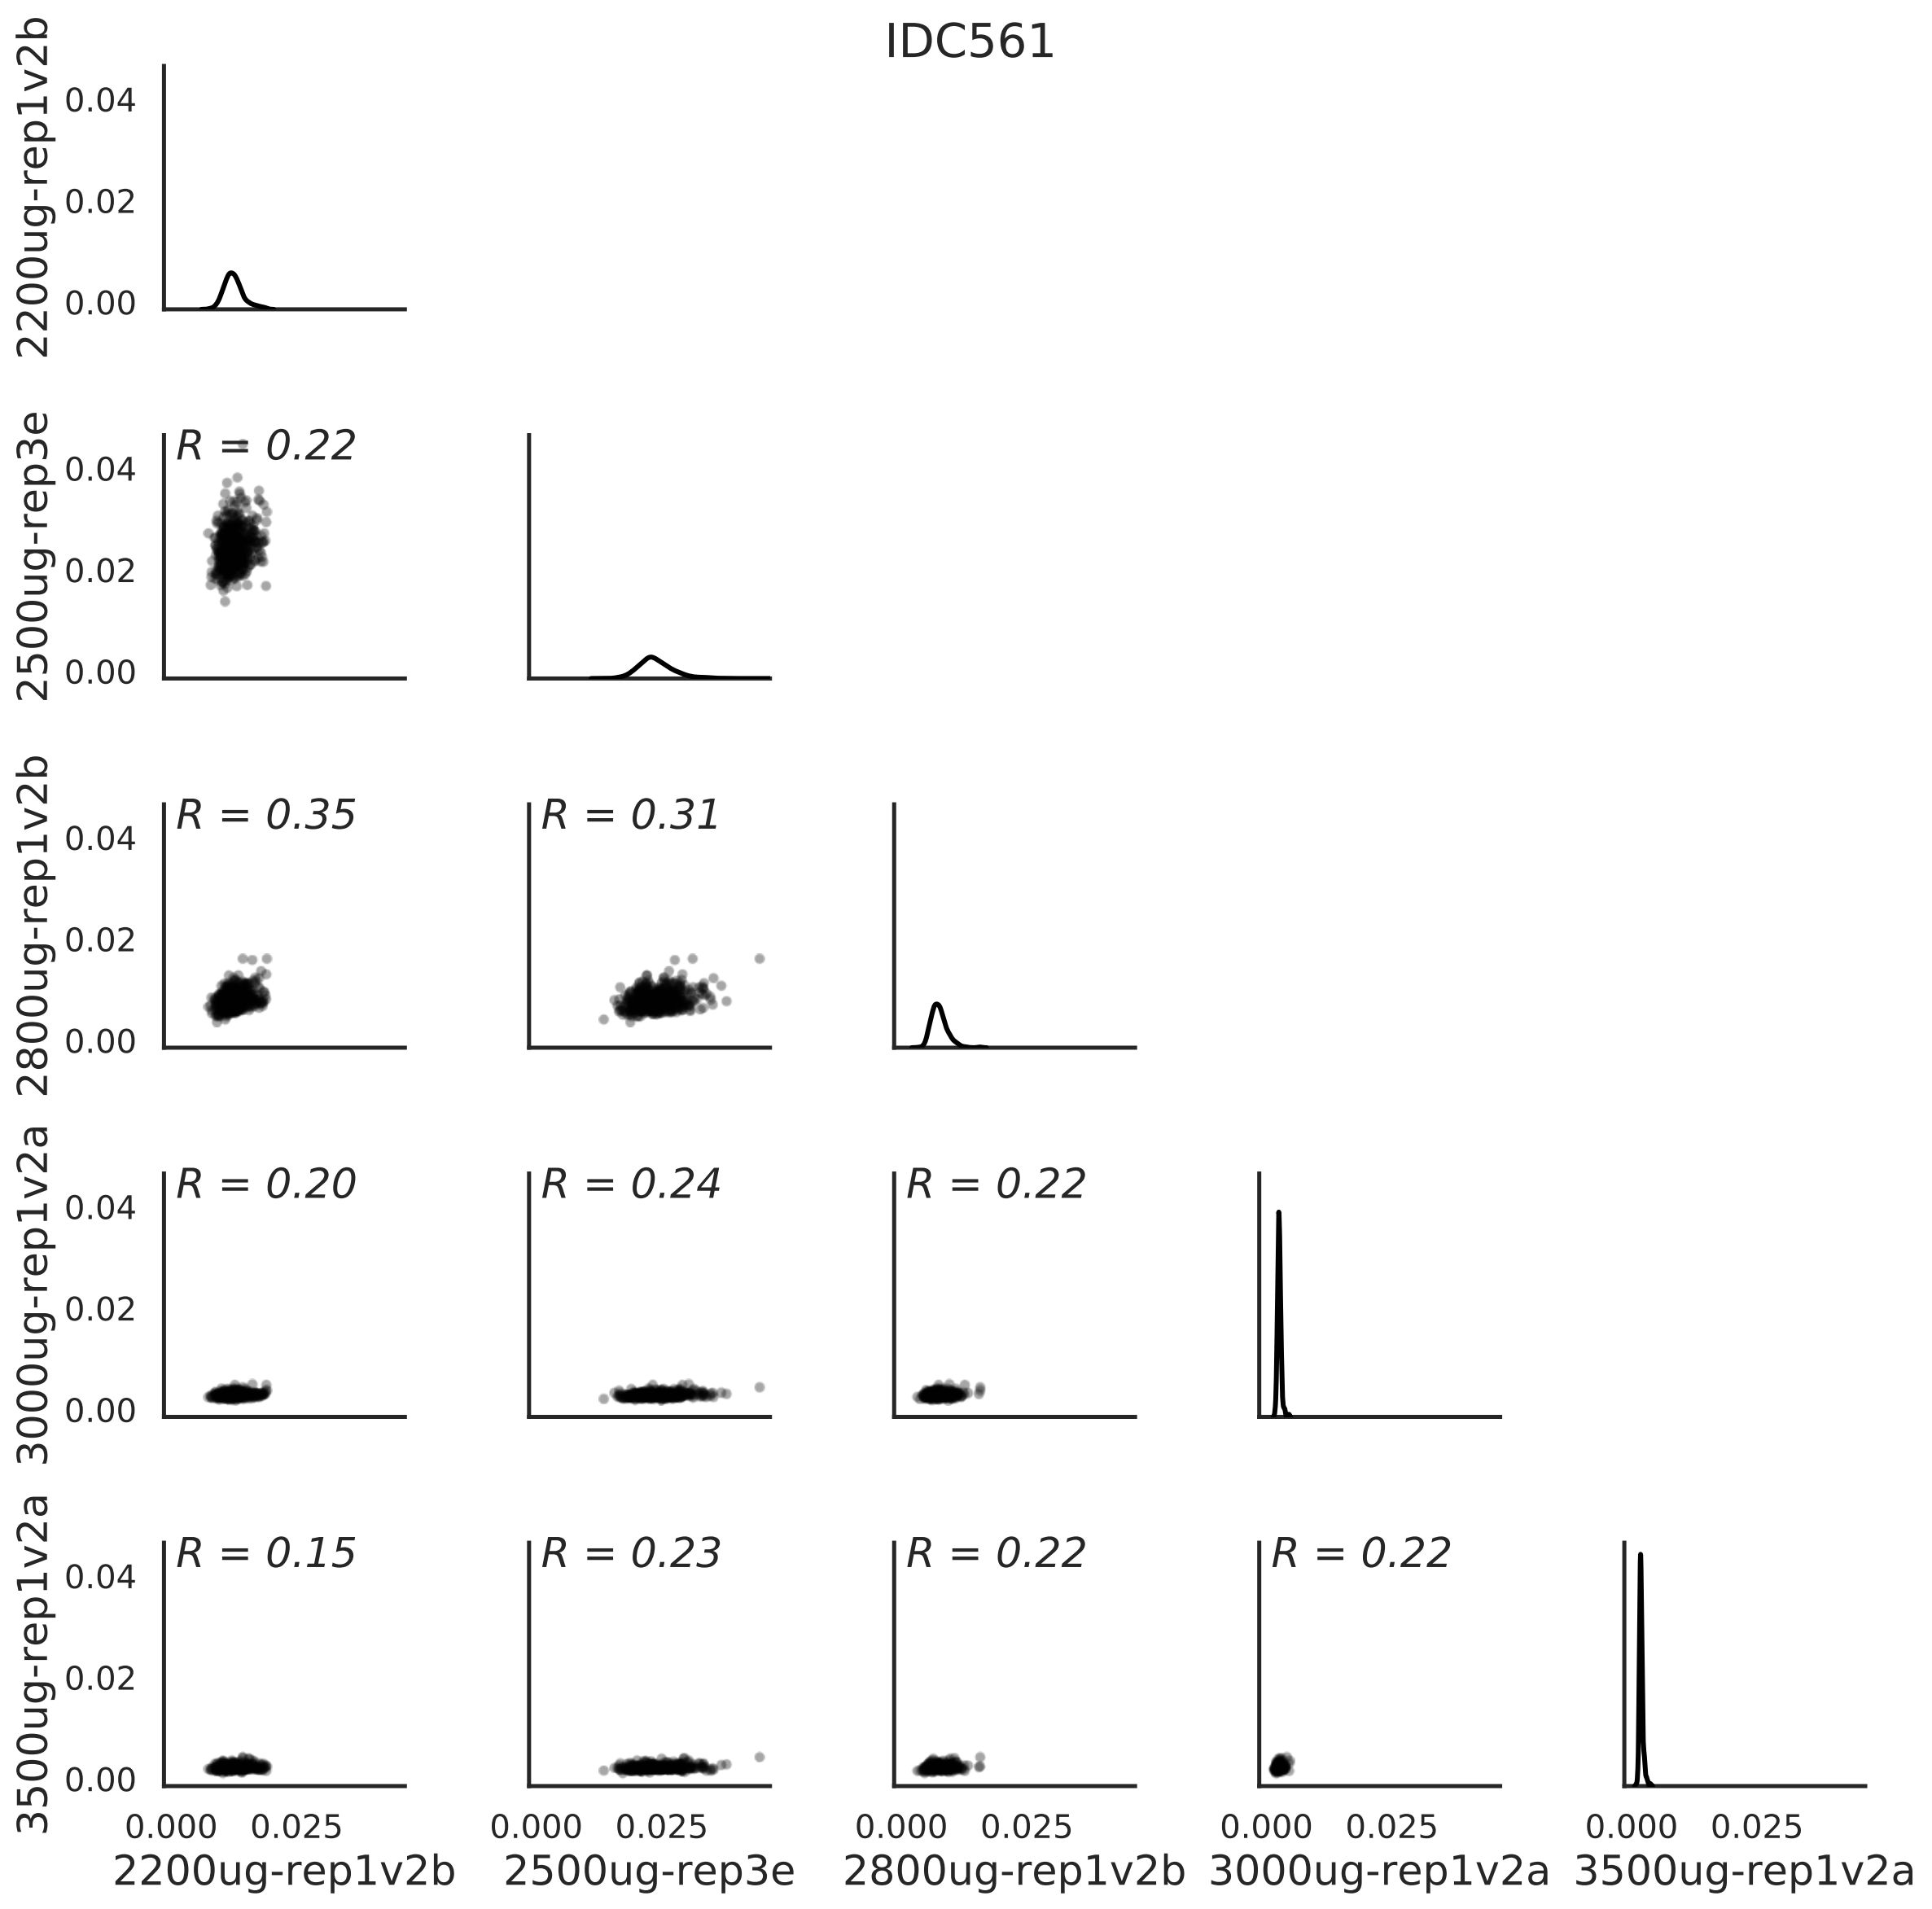 IDC561
2200ug-rep1v2b
0.04
0.02
0.00
2500ug-rep3e
0.04
0.02
0.00
R = 0.22
2800ug-rep1v2b
0.04
0.02
0.00
R = 0.35
R = 0.31
3000ug-rep1v2a
0.04
0.02
0.00
R = 0.20
R = 0.24
R = 0.22
3500ug-rep1v2a
0.04
0.02
0.00
R = 0.15
R = 0.23
R = 0.22
R = 0.22
0.000 0.025
0.000 0.025
0.000 0.025
0.000 0.025
0.000 0.025
2200ug-rep1v2b
2500ug-rep3e
2800ug-rep1v2b
3000ug-rep1v2a
3500ug-rep1v2a